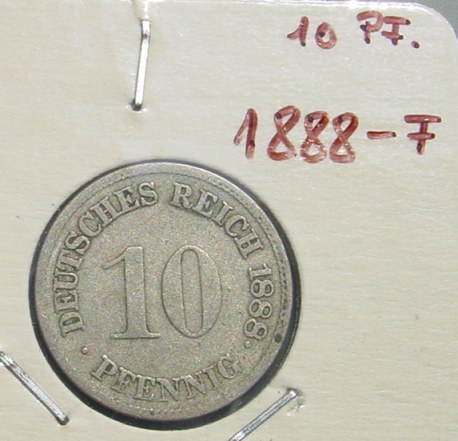 10 PF.
1888-F
DEUTSCHES REICH 1888.
10
· PFENNIG